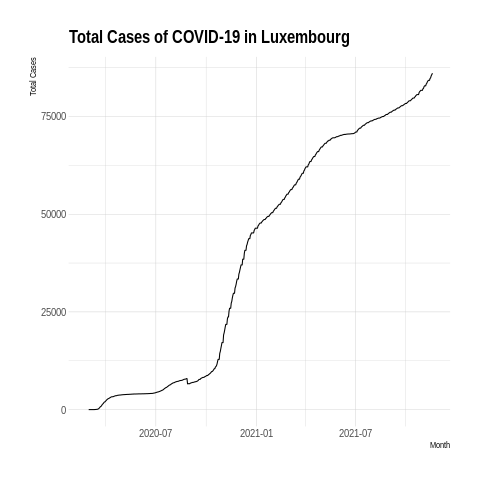 Total Cases of COVID-19 in Luxembourg
Total Cases
75000
50000
25000
0
2020-07
2021-01
2021-07
Month